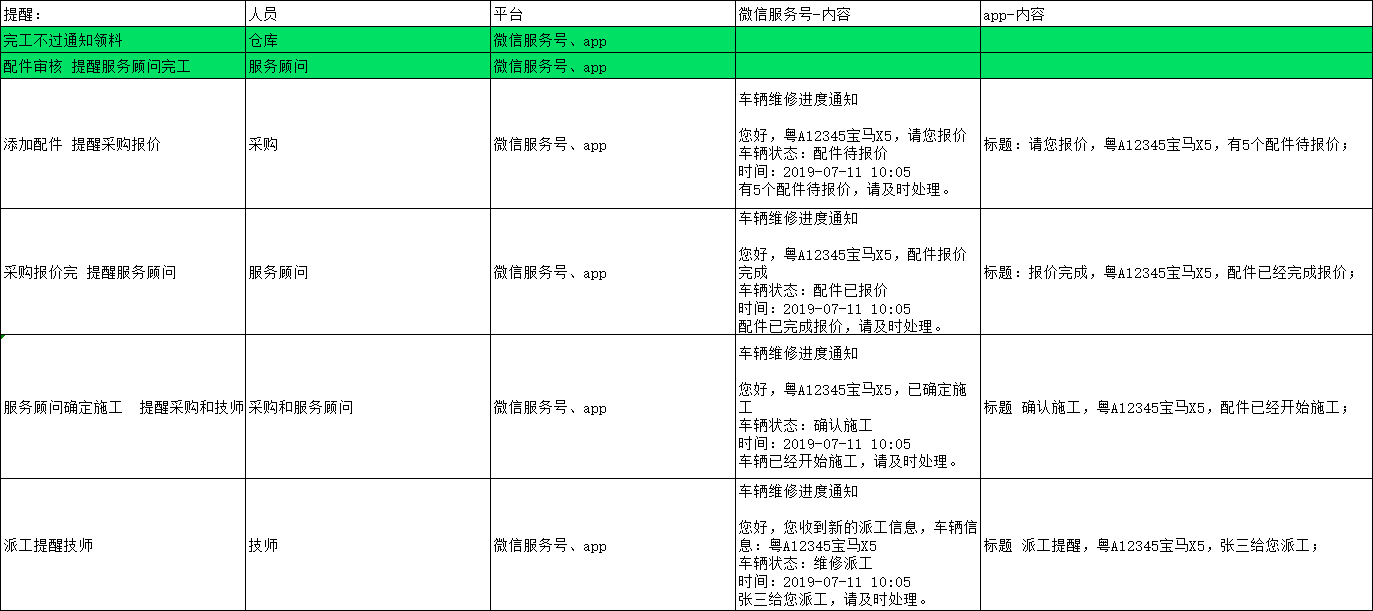 提醒： 人员 平台 微信服务号-内容 app-内容
完工不过通知领料 仓库 微信服务号、app
配件审核 提醒服务顾问完工 服务顾问 微信服务号、app
添加配件 提醒采购报价 采购 微信服务号、app
车辆维修进度通知
您好，粤A12345宝马X5，请您报价
车辆状态：配件待报价
时间：2019-07-11 10:05
有5个配件待报价，请及时处理。
标题：请您报价，粤A12345宝马X5，有5个配件待报价；
采购报价完 提醒服务顾问 服务顾问 微信服务号、app
车辆维修进度通知
您好，粤A12345宝马X5，配件报价
完成
车辆状态：配件已报价
时间：2019-07-11 10:05
配件已完成报价，请及时处理。
标题：报价完成，粤A12345宝马X5，配件已经完成报价；
服务顾问确定施工 提醒采购和技师 采购和服务顾问 微信服务号、app
车辆维修进度通知
您好，粤A12345宝马X5，已确定施
工
车辆状态：确认施工
时间：2019-07-11 10:05
车辆已经开始施工，请及时处理。
标题 确认施工，粤A12345宝马X5，配件已经开始施工；
派工提醒技师 技师 微信服务号、app
车辆维修进度通知
您好，您收到新的派工信息，车辆信
息：粤A12345宝马X5
车辆状态：维修派工
时间：2019-07-11 10:05
张三给您派工，请及时处理。
标题 派工提醒，粤A12345宝马X5，张三给您派工；